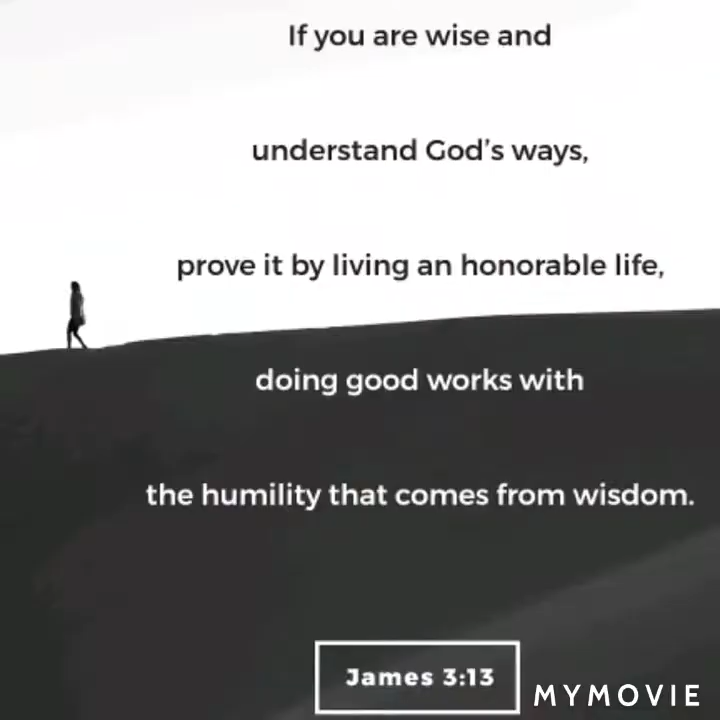 If you are wise and
understand God's ways,
prove it by living an honorable life,
doing good works with
the humility that comes from wisdom.
James 3:13
MYMOVIE